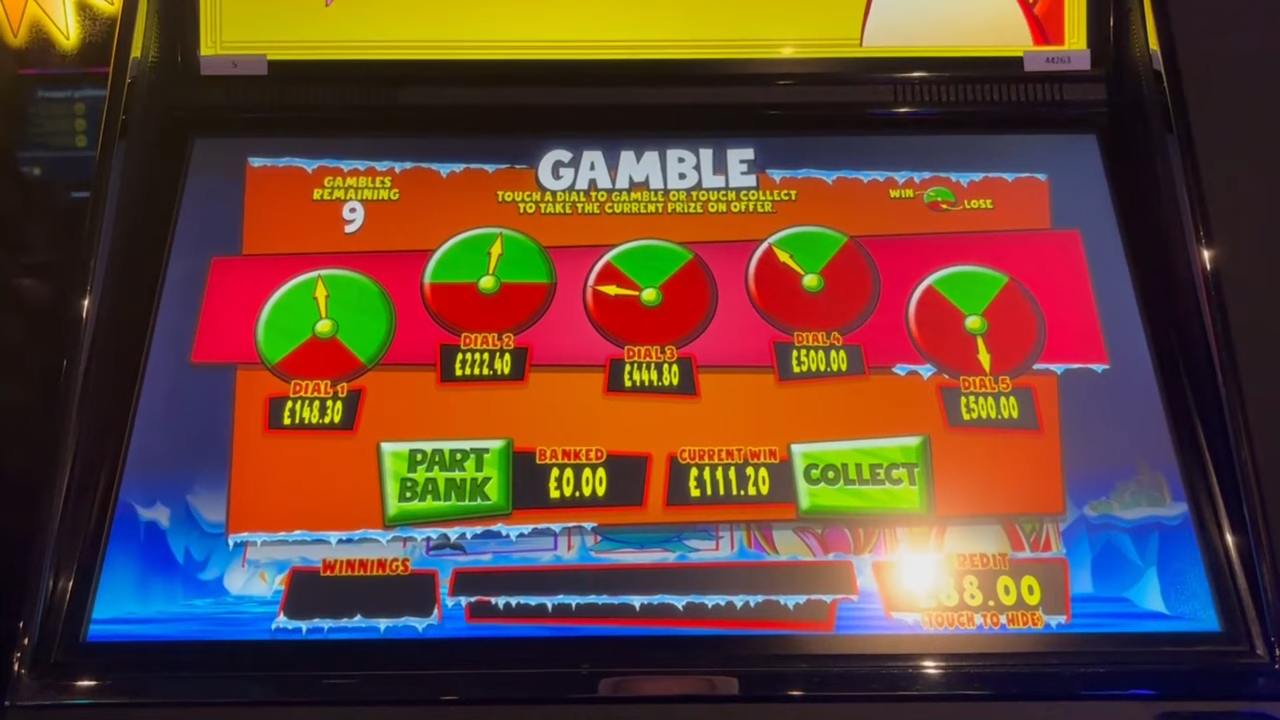 5
44263
GAMBLE
GAMBLES
REMAINING
9
TOUCH A DIAL TO GAMBLE OR TOUCH COLLECT
TO TAKE THE CURRENT PRIZE ON OFFER.
WIN
LOSE
DIAL 1
£148.30
DIAL 2
£222.40
DIAL 3
£444.80
DIAL 4
£500.00
DIAL 5
£500.00
PART
BANK
BANKED
£0.00
CURRENT WIN
£111.20
COLLECT
WINNINGS
(TOUCH TO HIDE)